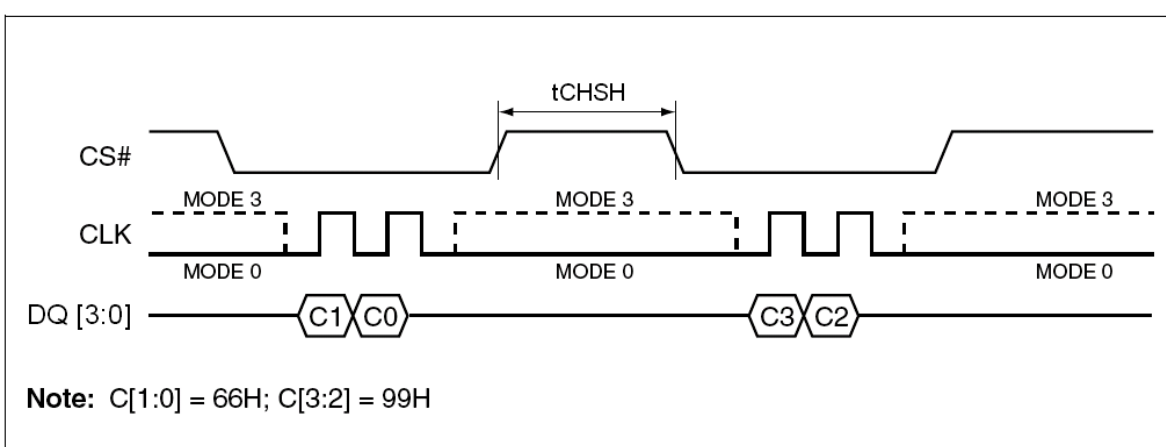 tCHSH
CS#
MODE 3 MODE 3 MODE 3
CLK
MODE 0 MODE 0 MODE 0
DQ [3:0] C1 C0 C3 C2
Note: C[1:0] = 66H; C[3:2] = 99H